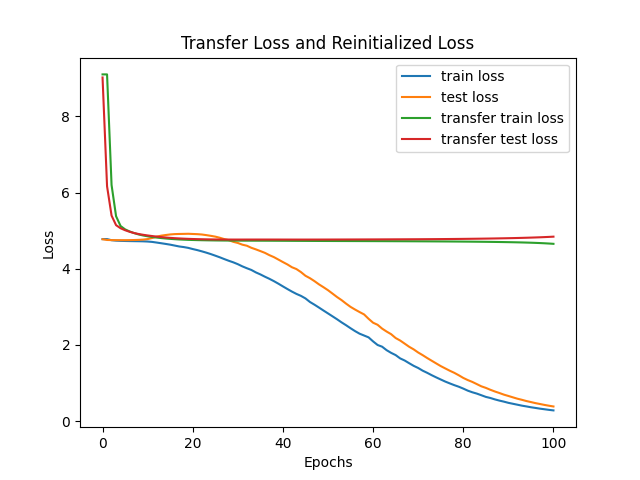 Transfer Loss and Reinitialized Loss
train loss
test loss
transfer train loss
transfer test loss
8
6
4
2
0
Loss
0 20 40 60 80 100
Epochs